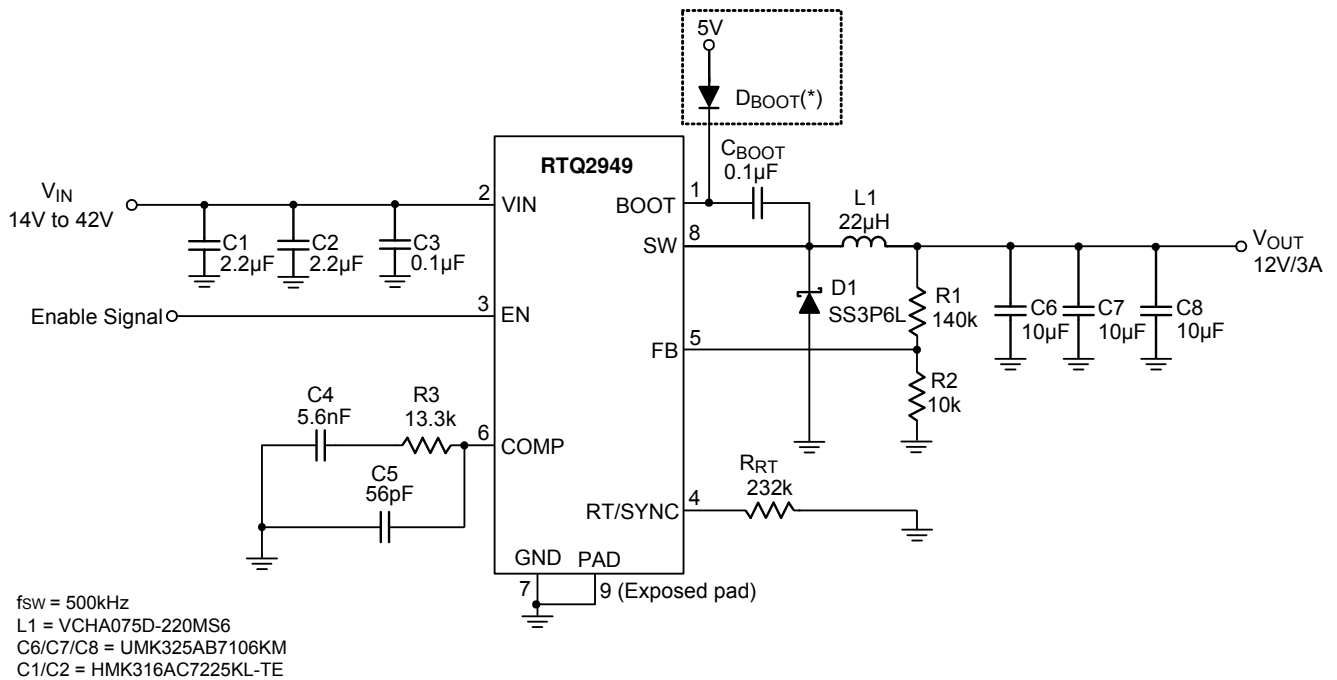 5V
DBOOT(*)
CBOOT
0.1µF
RTQ2949
VIN
14V to 42V
2
VIN
1
BOOT
L1
22µH
C1
2.2µF
C2
2.2µF
C3
0.1µF
8
SW
VOUT
12V/3A
D1
SS3P6L
R1
140k
C6
10µF
C7
10µF
C8
10µF
Enable Signal
3
EN
5
FB
R2
10k
C4
5.6nF
R3
13.3k
6
COMP
C5
56pF
RRT
232k
4
RT/SYNC
GND
PAD
7
9 (Exposed pad)
fSW = 500kHz
L1 = VCHA075D-220MS6
C6/C7/C8 = UMK325AB7106KM
C1/C2 = HMK316AC7225KL-TE